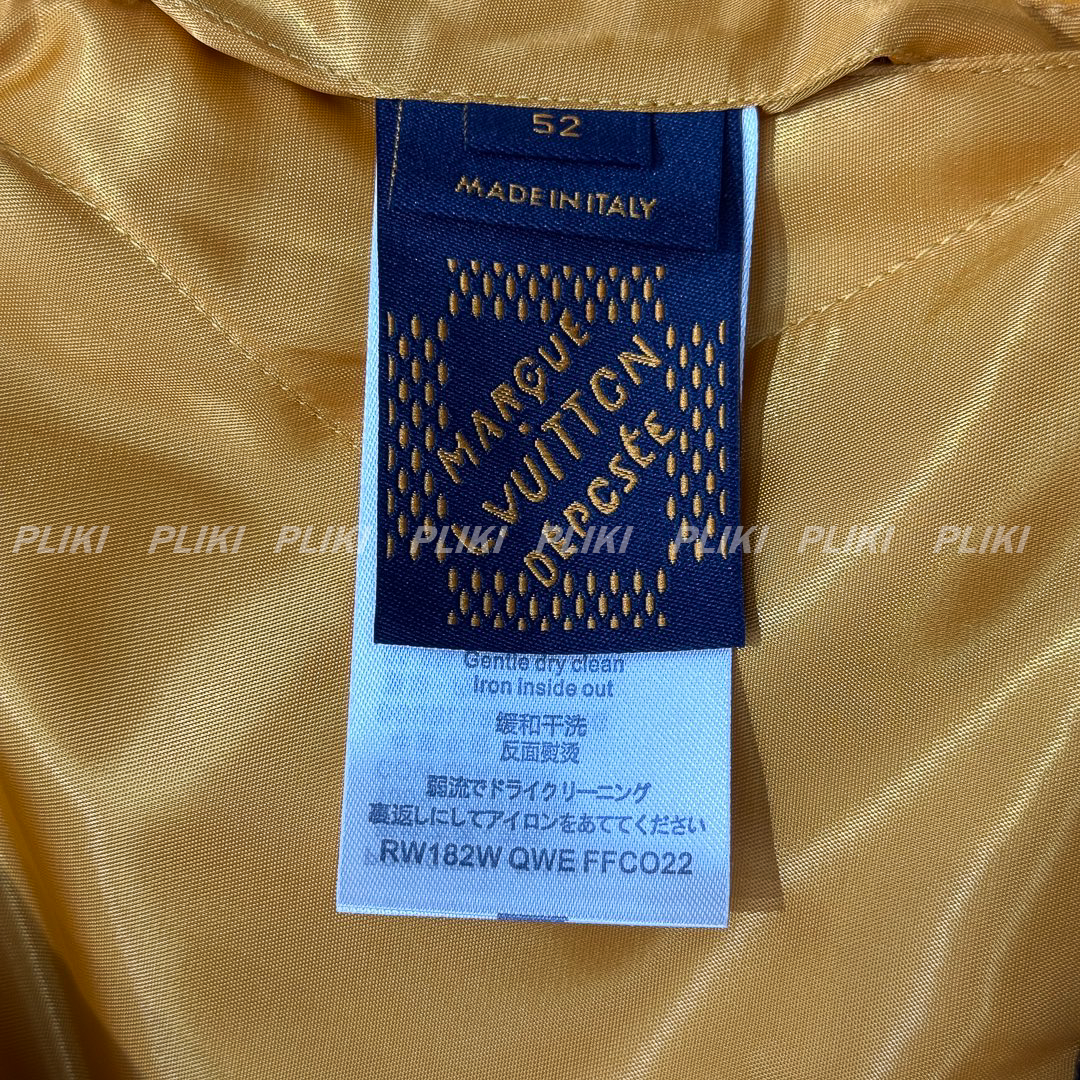 52
MADE IN ITALY
MARQUE
L. VUITTON
DÉPOSÉE
PLIKI PLIKI PLIKI PLIKI PLIKI PLIKI PLIKI PLIKI
Gentle dry clean
Iron inside out
缓和干洗
反面熨烫
弱流でドライクリーニング
裏返しにしてアイロンをあててください
RW182W QWE FFCO22